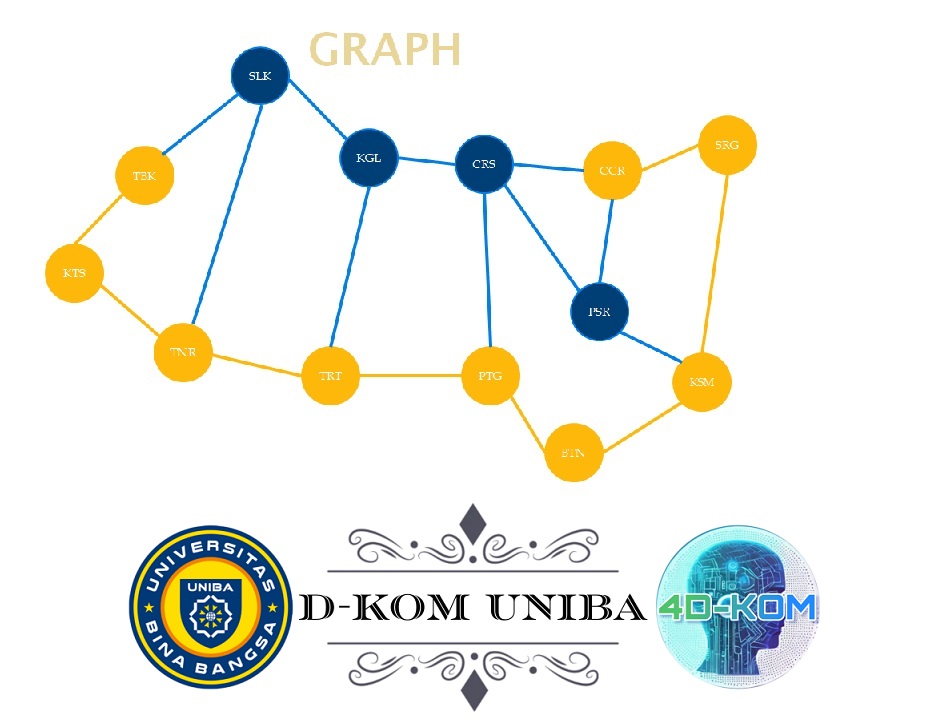 GRAPH
SLK
SRG
KGL
CRS
CCR
TBK
KTS
PSR
TNR
TRT
PTG
KSM
BTN
UNIVERSITAS
UNIBA
BINA BANGSA
D-KOM UNIBA
4D-KOM